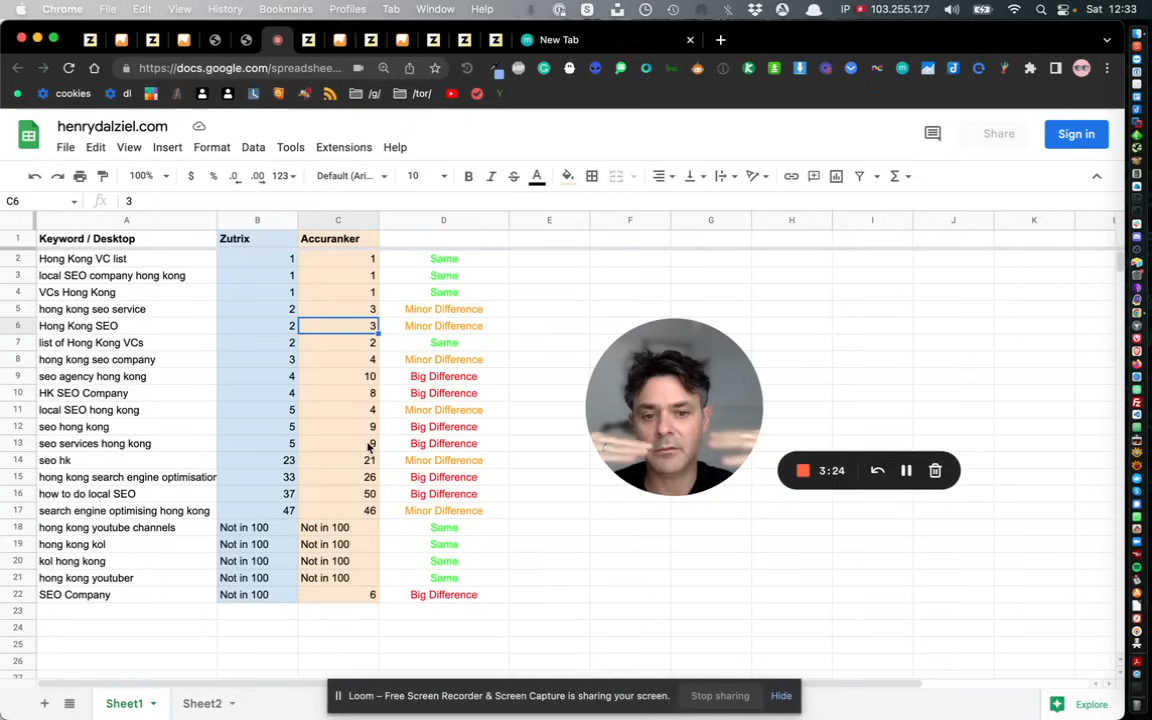 Chrome File Edit View History Bookmarks Profiles Tab Window Help IP 103.255.127 Sat 12:33
New Tab
https://docs.google.com/spreadshee...
cookies dl /g/ /tor/
henrydalziel.com
Share Sign in
File Edit View Insert Format Data Tools Extensions Help
140% $ % .0 .00 123 Default (Ari... 10 B I S A
C6 3
A B C D E F G H I J K L
1 Keyword / Desktop Zutrix Accuranker
2 Hong Kong VC list 1 1 Same
3 local SEO company hong kong 1 1 Same
4 VCs Hong Kong 1 1 Same
5 hong kong seo service 2 3 Minor Difference
6 Hong Kong SEO 2 3 Minor Difference
7 list of Hong Kong VCs 2 2 Same
8 hong kong seo company 3 4 Minor Difference
9 seo agency hong kong 4 10 Big Difference
10 HK SEO Company 4 8 Big Difference
11 local SEO hong kong 5 4 Minor Difference
12 seo hong kong 5 9 Big Difference
13 seo services hong kong 5 9 Big Difference
14 seo hk 23 21 Minor Difference
15 hong kong search engine optimisation 33 26 Big Difference
16 how to do local SEO 37 50 Big Difference
17 search engine optimising hong kong 47 46 Minor Difference
18 hong kong youtube channels Not in 100 Not in 100 Same
19 hong kong kol Not in 100 Not in 100 Same
20 kol hong kong Not in 100 Not in 100 Same
21 hong kong youtuber Not in 100 Not in 100 Same
22 SEO Company Not in 100 6 Big Difference
23
24
25
26
27
3:24
Loom – Free Screen Recorder & Screen Capture is sharing your screen. Stop sharing Hide
Sheet1 Sheet2 Explore